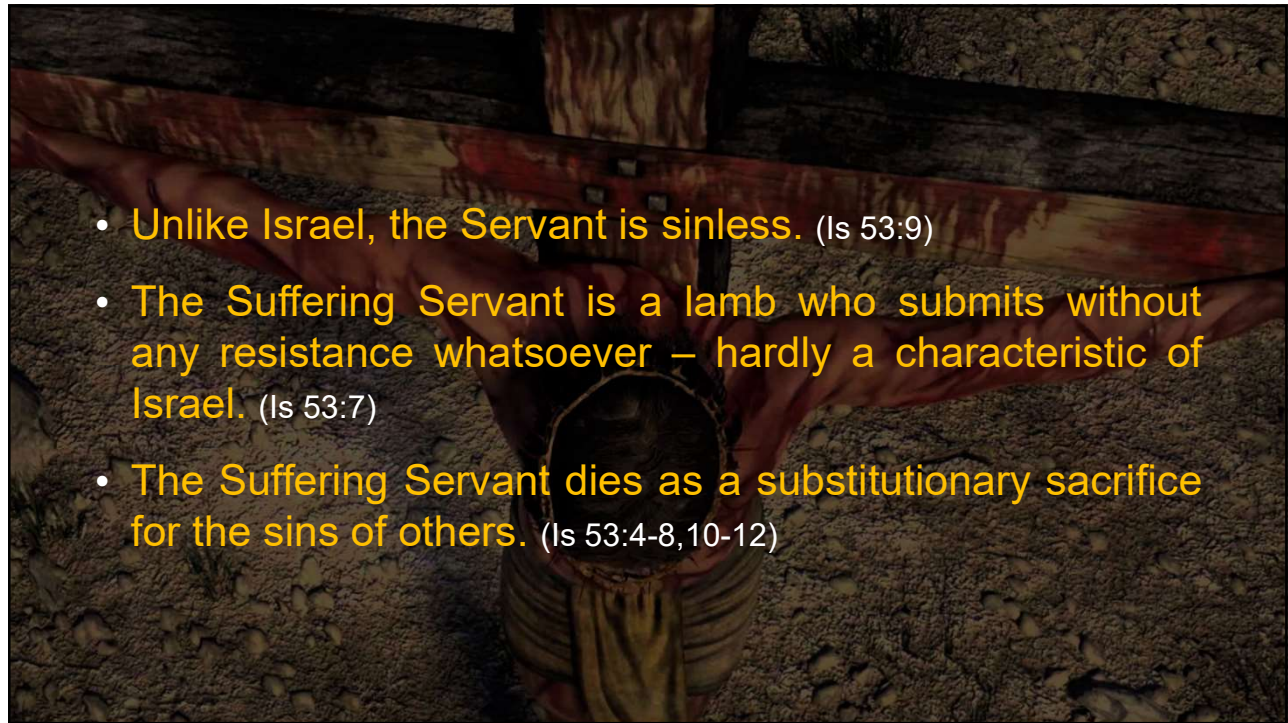 • Unlike Israel, the Servant is sinless. (Is 53:9)
• The Suffering Servant is a lamb who submits without
any resistance whatsoever – hardly a characteristic of
Israel. (Is 53:7)
• The Suffering Servant dies as a substitutionary sacrifice
for the sins of others. (Is 53:4-8,10-12)